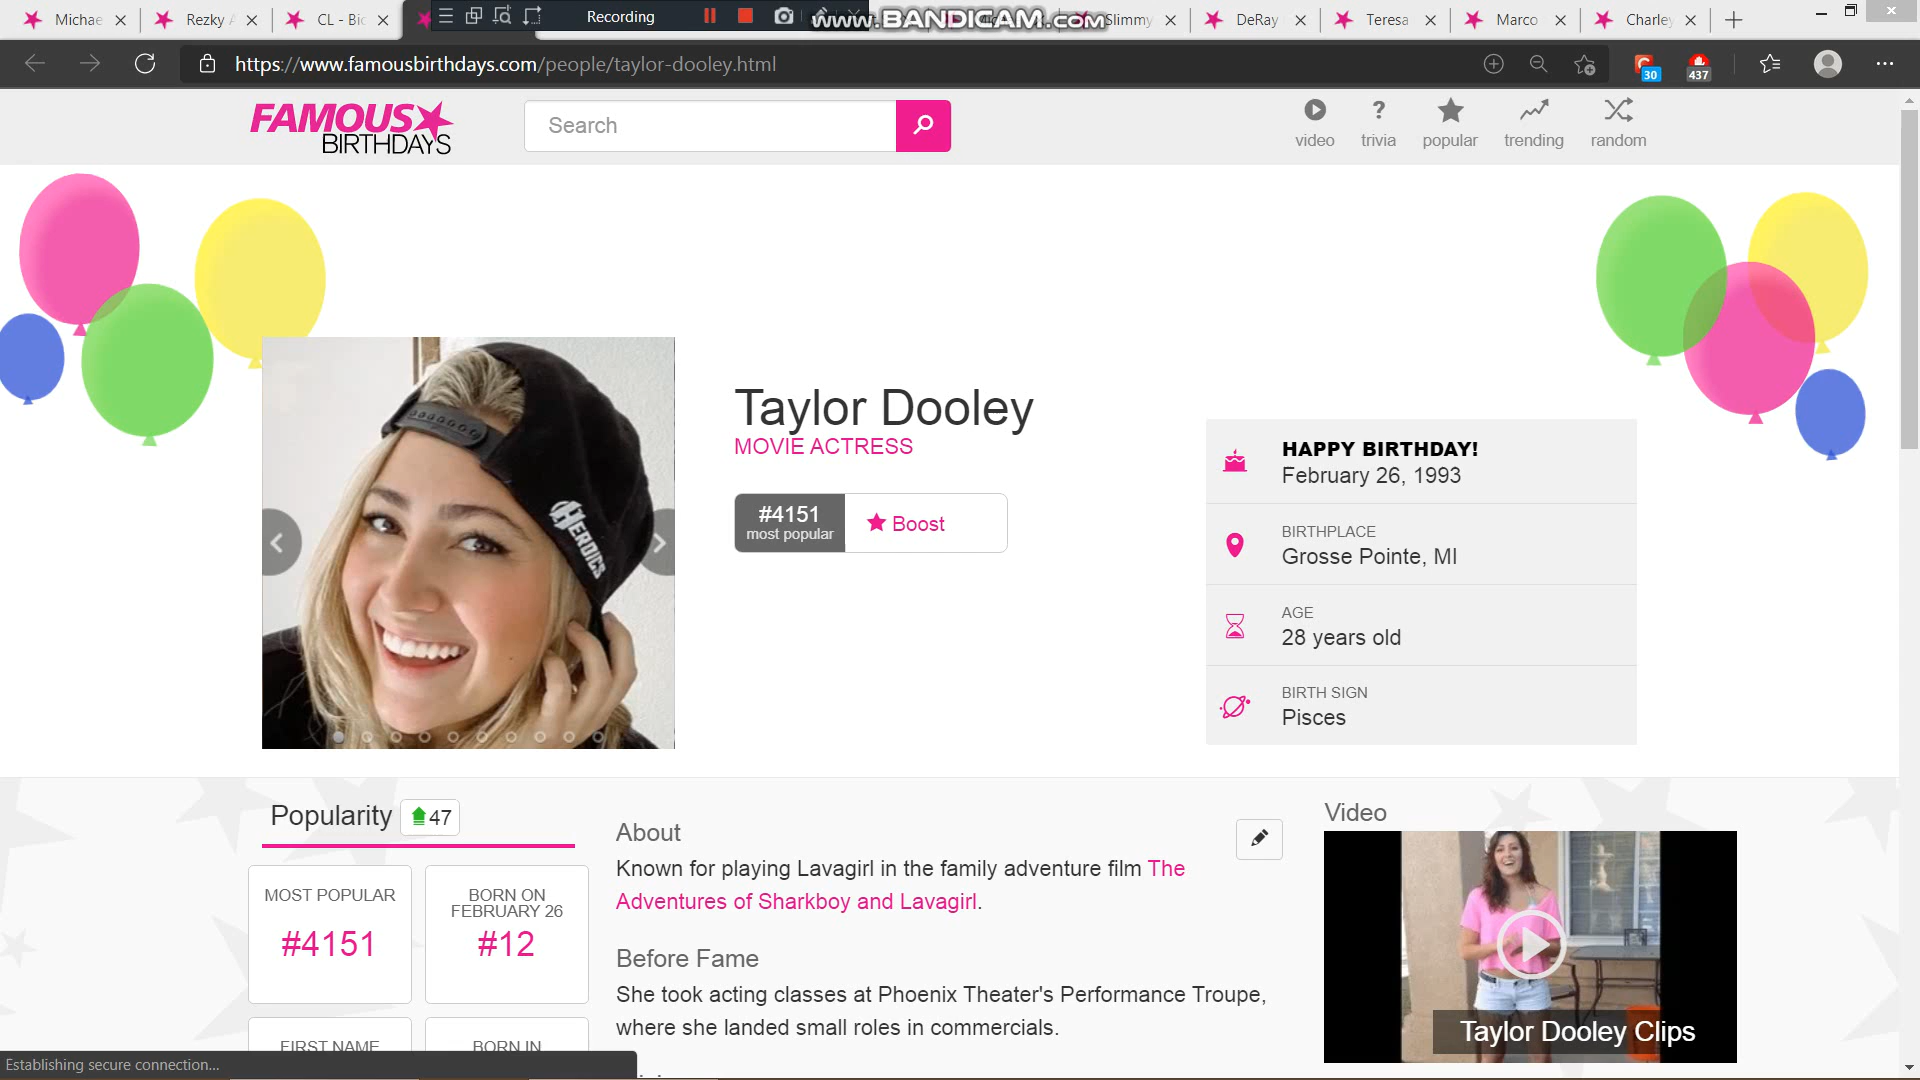 Michae
Rezky
CL - Bio
Recording
www.BANDICAM.com
Slimmy
DeRay
Teresa
Marco
Charley
https://www.famousbirthdays.com/people/taylor-dooley.html
30
437
FAMOUS
BIRTHDAYS
Search
video
trivia
popular
trending
random
HEROICS
Taylor Dooley
MOVIE ACTRESS
#4151
most popular
Boost
HAPPY BIRTHDAY!
February 26, 1993
BIRTHPLACE
Grosse Pointe, MI
AGE
28 years old
BIRTH SIGN
Pisces
Popularity 47
MOST POPULAR
#4151
BORN ON
FEBRUARY 26
#12
FIRST NAME
BORN IN
About
Known for playing Lavagirl in the family adventure film The
Adventures of Sharkboy and Lavagirl.
Before Fame
She took acting classes at Phoenix Theater's Performance Troupe,
where she landed small roles in commercials.
Video
Taylor Dooley Clips
Establishing secure connection...